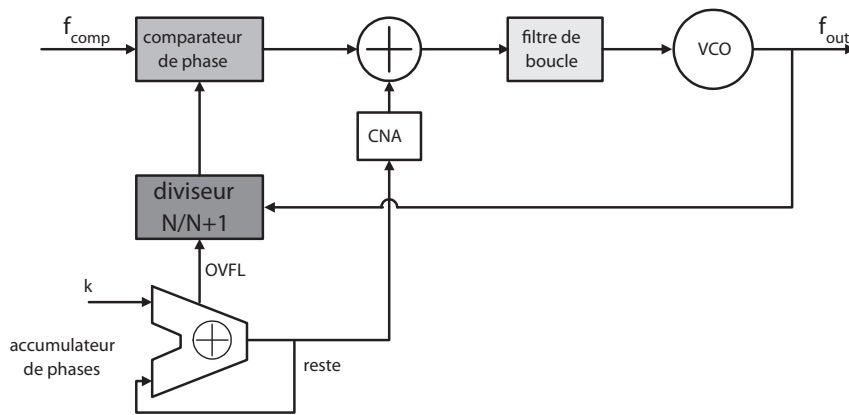 f_comp
comparateur
de phase
filtre de
boucle
VCO
f_out
CNA
diviseur
N/N+1
OVFL
k
accumulateur
de phases
reste